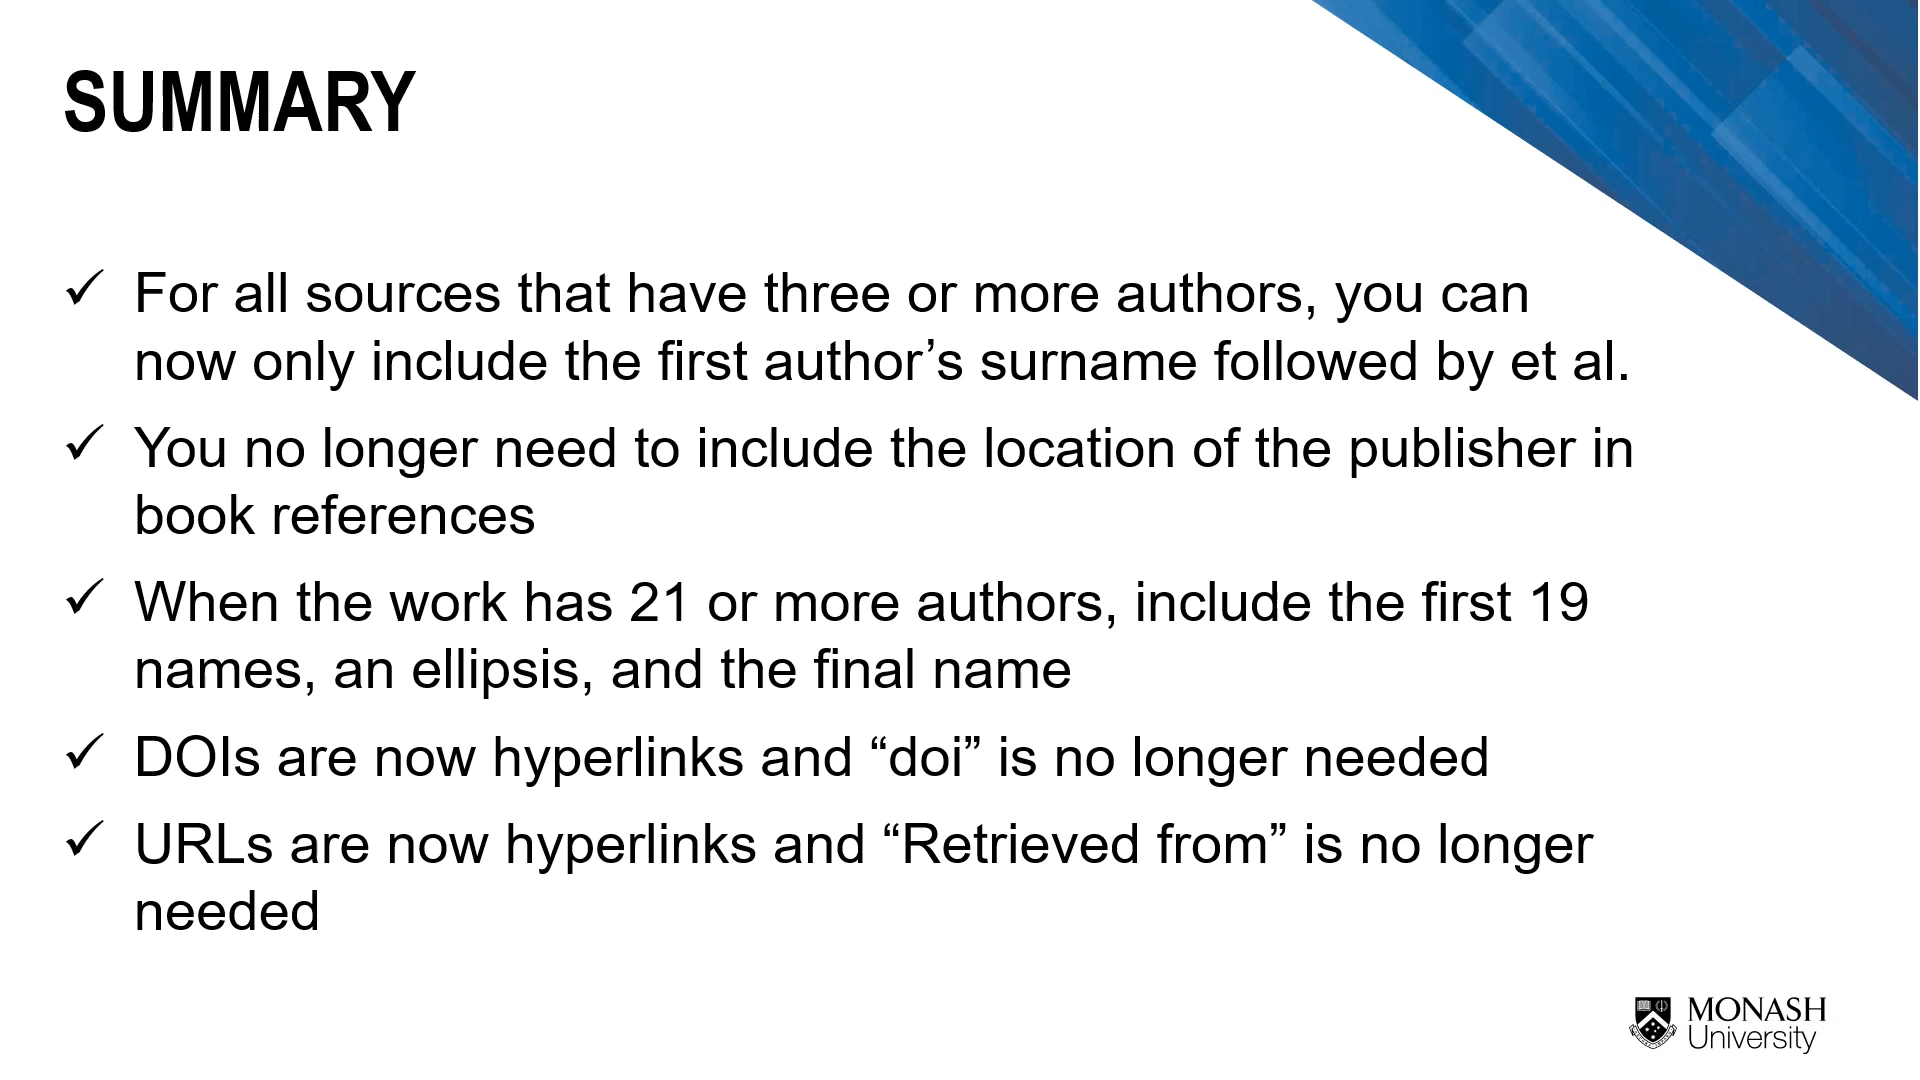 SUMMARY
✓ For all sources that have three or more authors, you can
now only include the first author’s surname followed by et al.
✓ You no longer need to include the location of the publisher in
book references
✓ When the work has 21 or more authors, include the first 19
names, an ellipsis, and the final name
✓ DOIs are now hyperlinks and “doi” is no longer needed
✓ URLs are now hyperlinks and “Retrieved from” is no longer
needed
MONASH
University